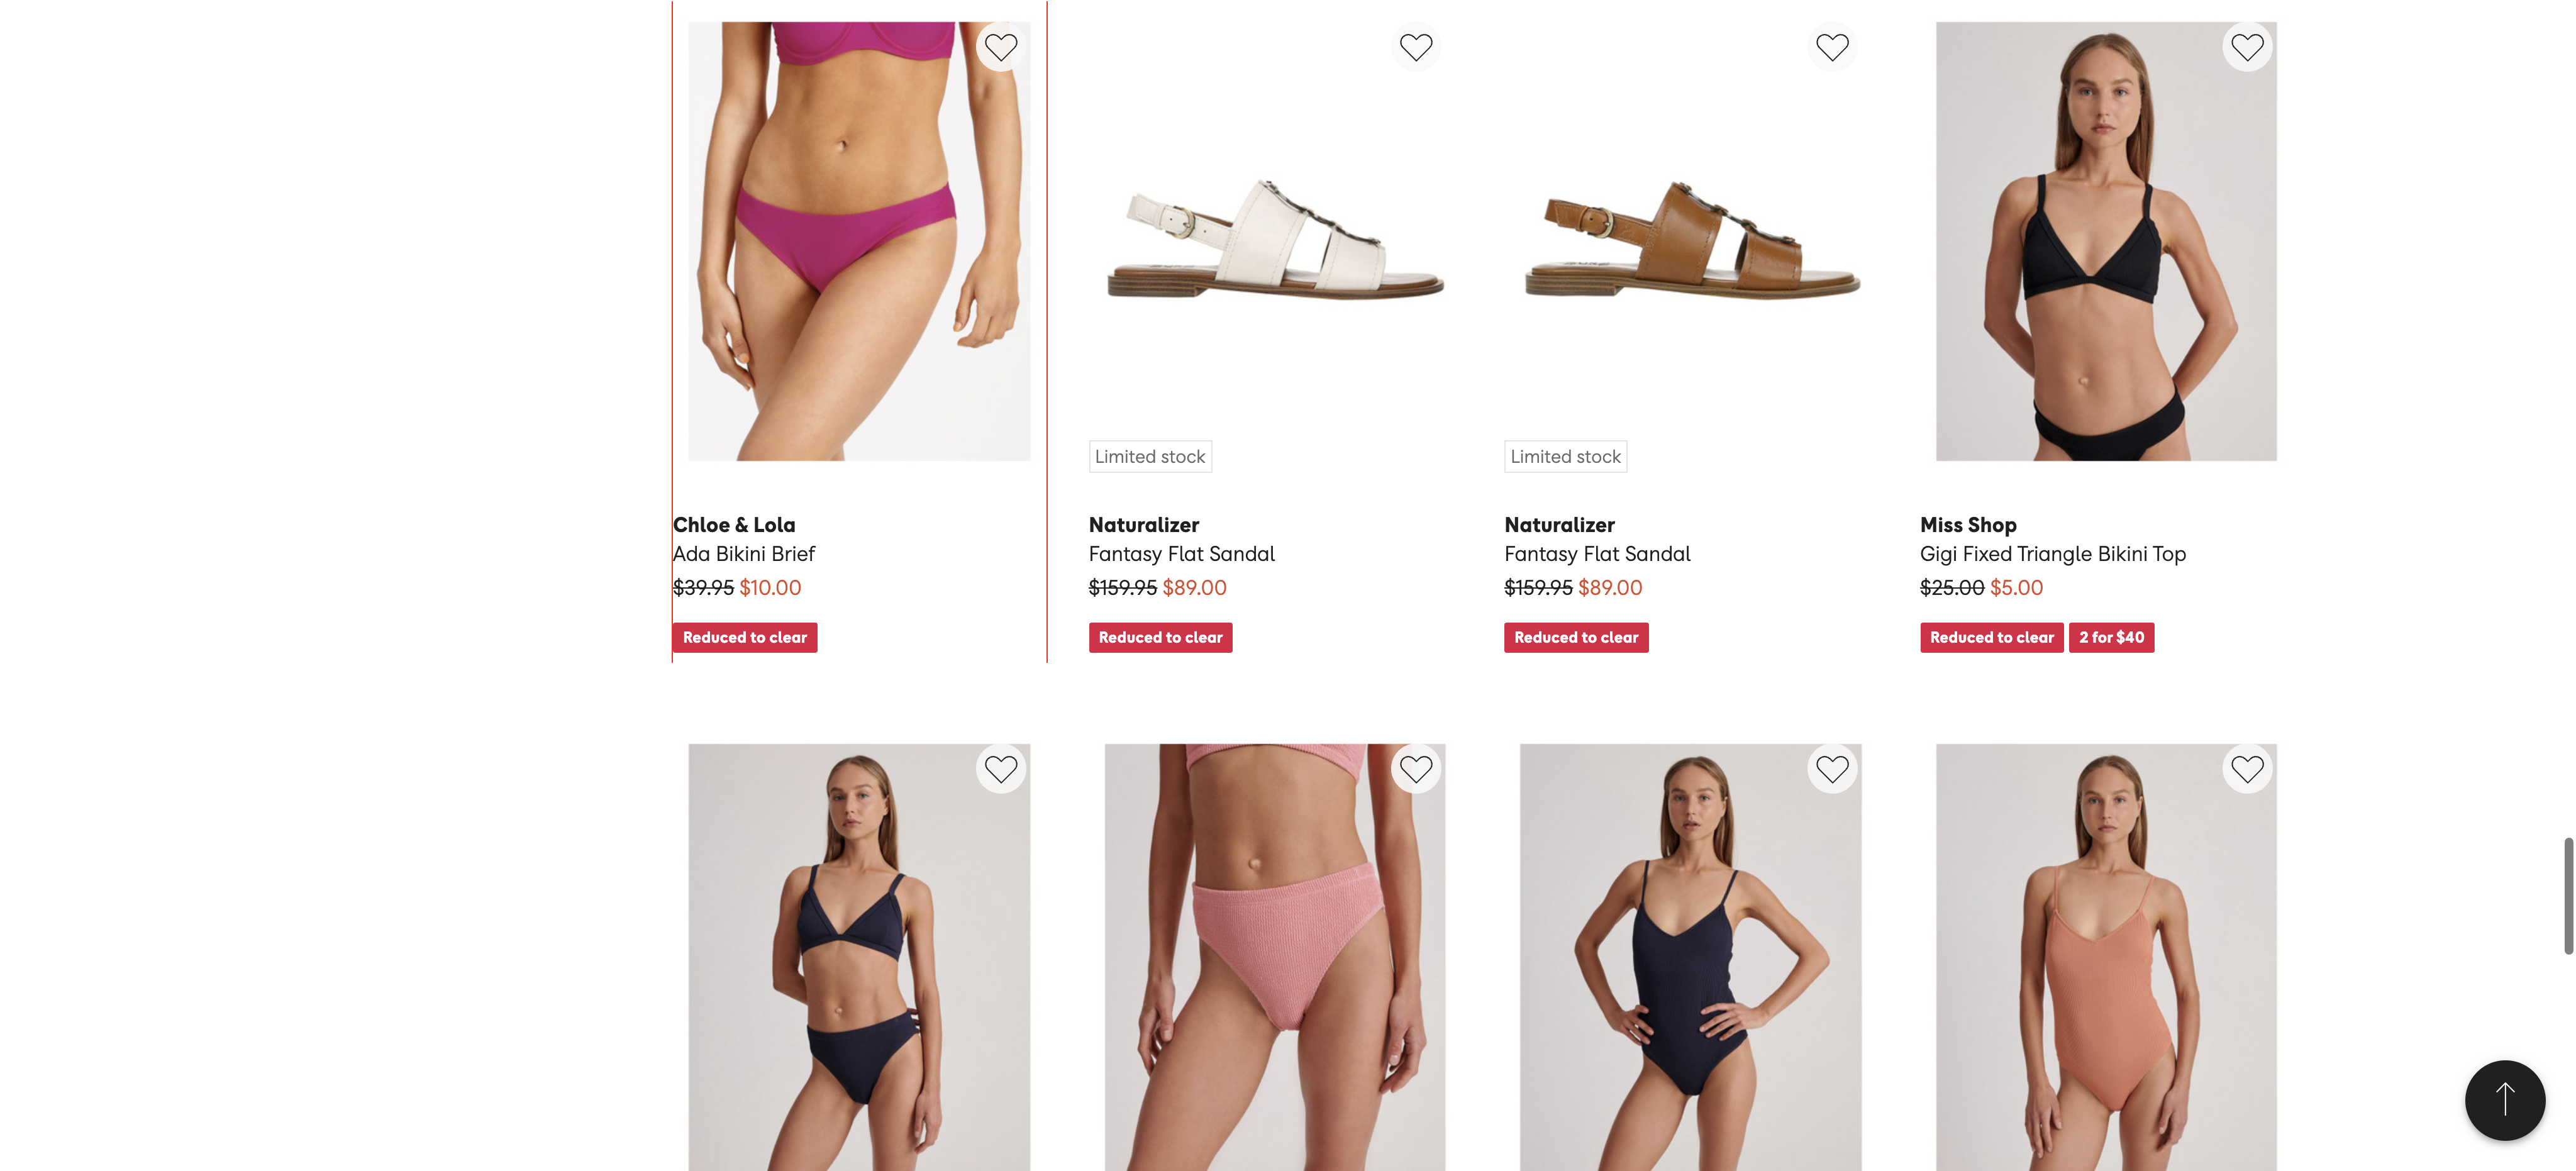 Limited stock
Limited stock
Chloe & Lola
Ada Bikini Brief
$39.95 $10.00
Reduced to clear
Naturalizer
Fantasy Flat Sandal
$159.95 $89.00
Reduced to clear
Naturalizer
Fantasy Flat Sandal
$159.95 $89.00
Reduced to clear
Miss Shop
Gigi Fixed Triangle Bikini Top
$25.00 $5.00
Reduced to clear 2 for $40